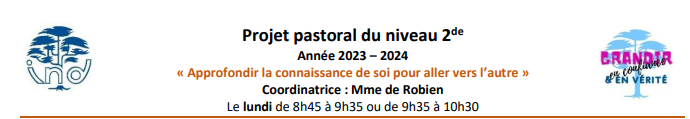 Projet pastoral du niveau 2de
Année 2023 – 2024
« Approfondir la connaissance de soi pour aller vers l'autre »
Coordinatrice : Mme de Robien
Le lundi de 8h45 à 9h35 ou de 9h35 à 10h30
ind
GRANDIR
en confiance
& EN VÉRITÉ